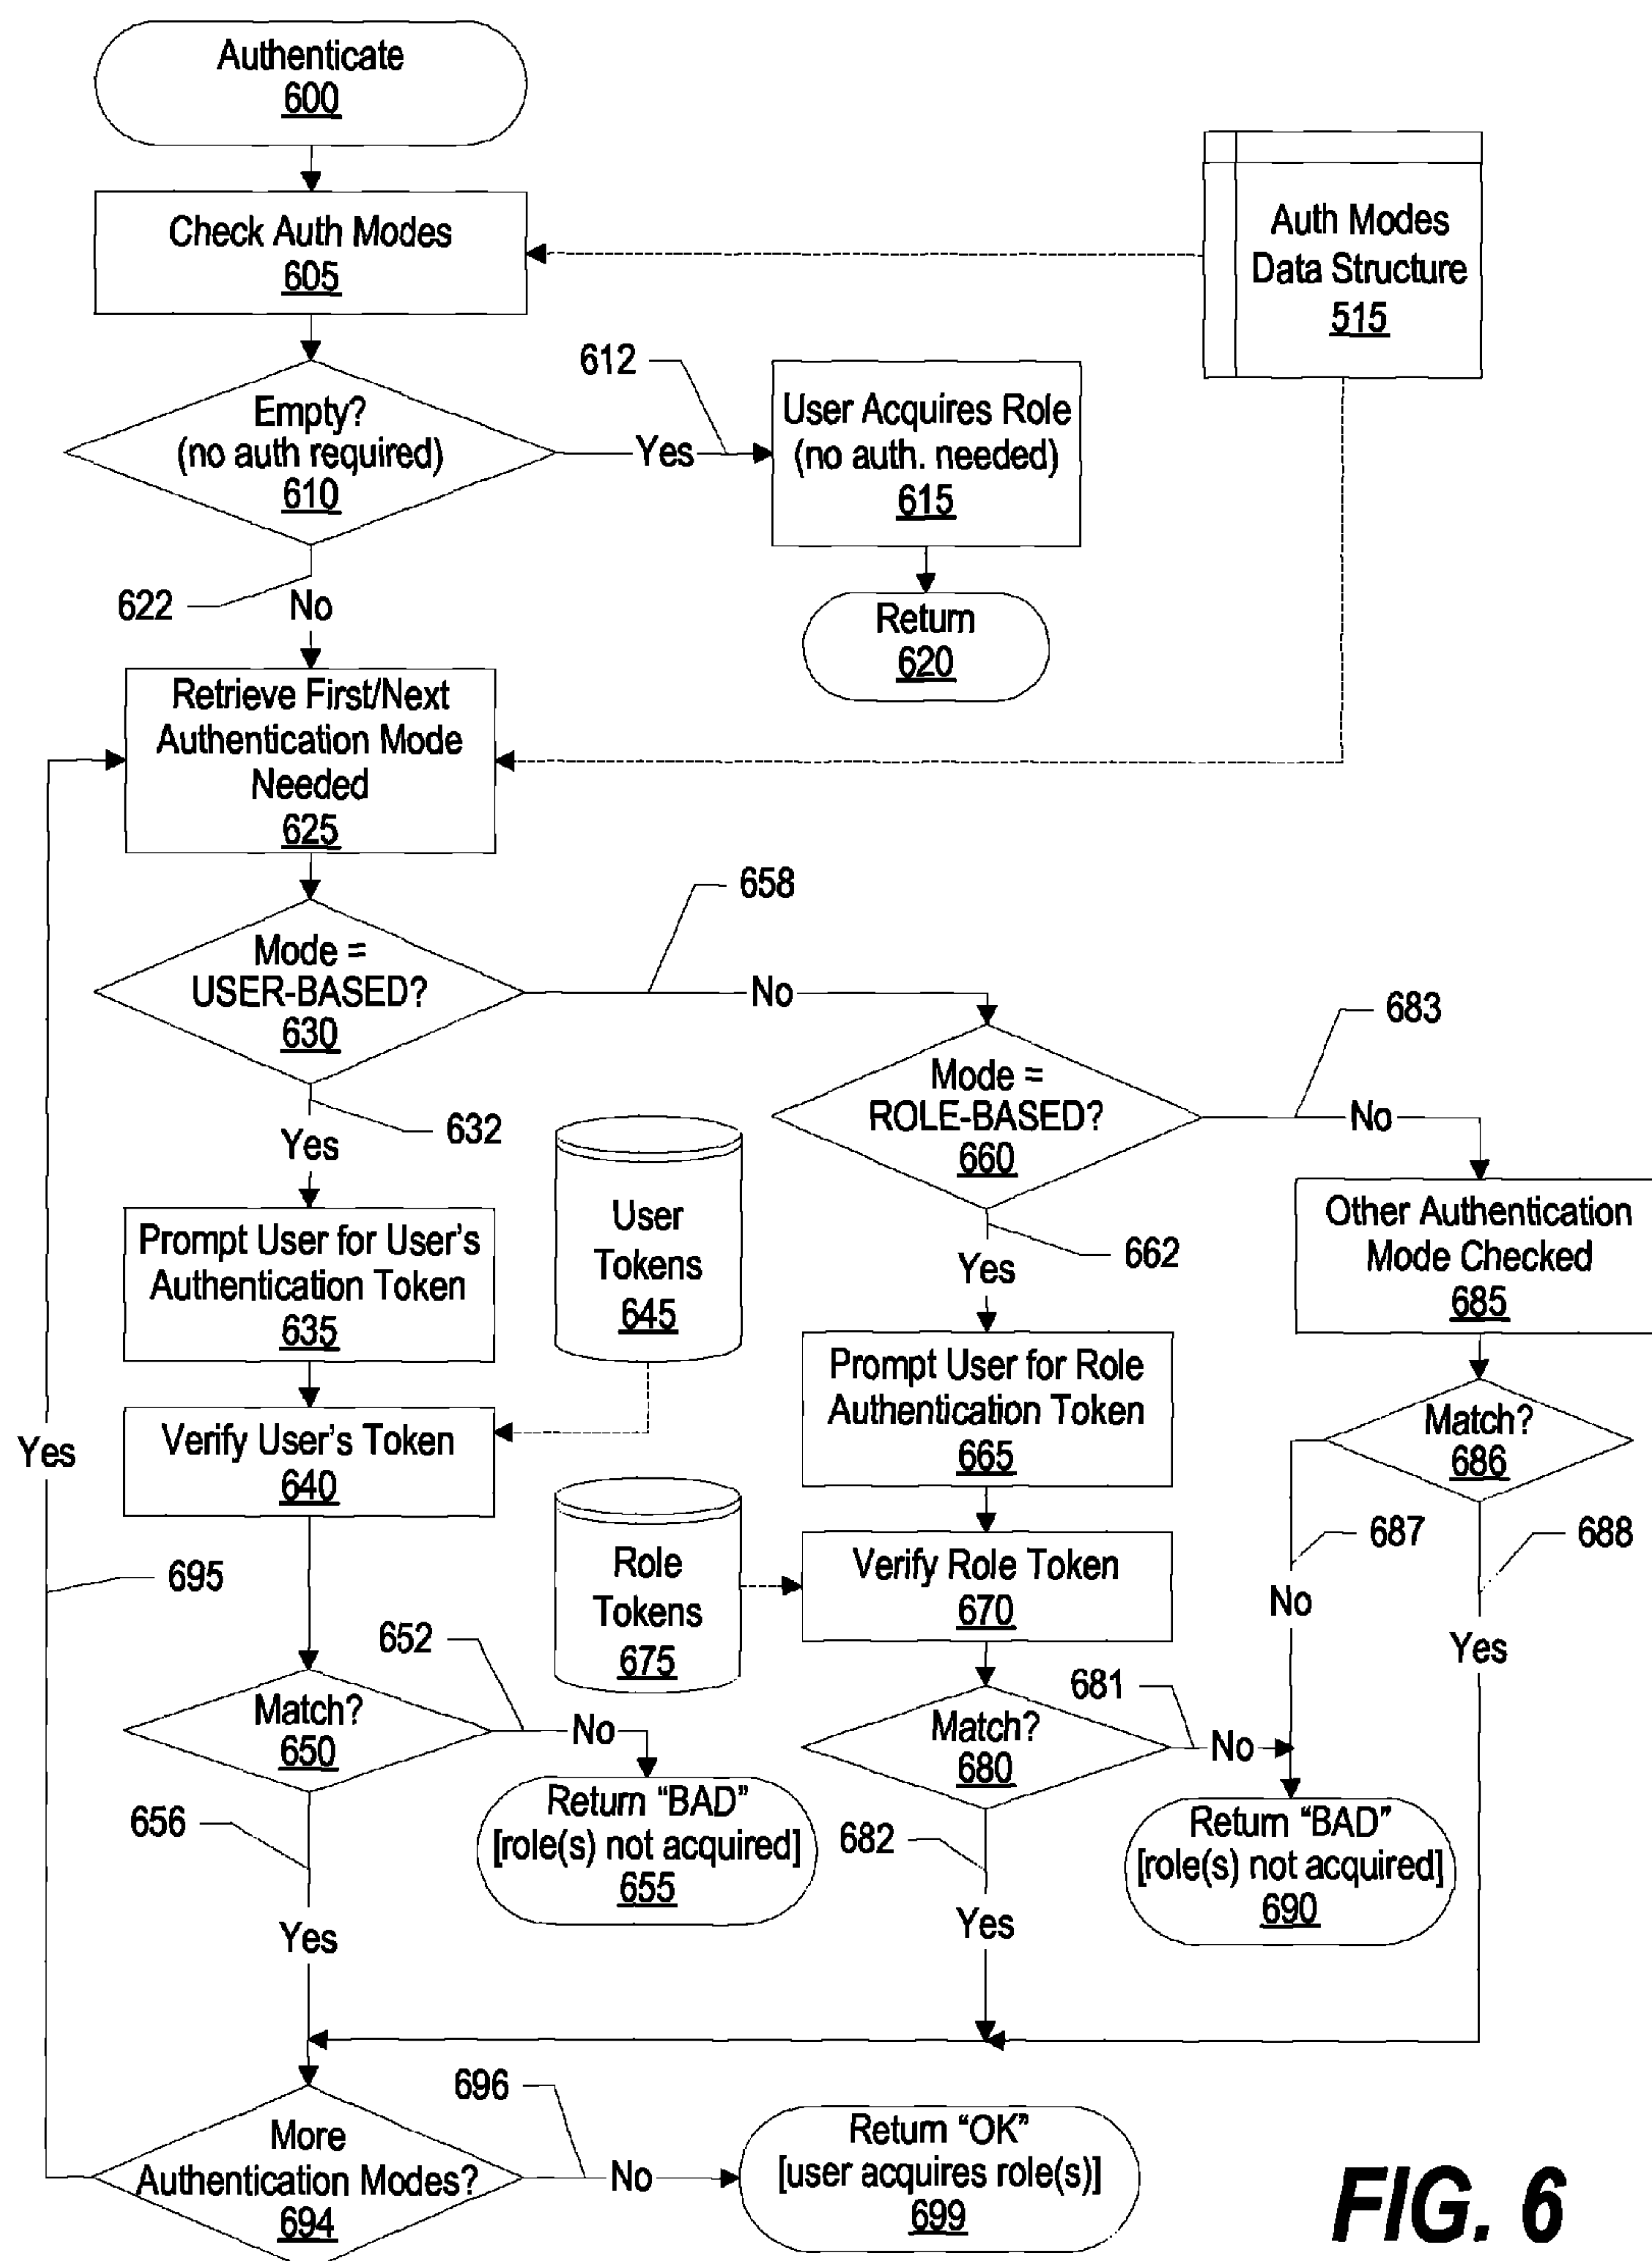 Authenticate
600
Check Auth Modes
605
Auth Modes
Data Structure
515
Empty?
(no auth required)
610
612
Yes
User Acquires Role
(no auth. needed)
615
Return
620
622
No
Retrieve First/Next
Authentication Mode
Needed
625
Mode =
USER-BASED?
630
658
No
632
Yes
Mode =
ROLE-BASED?
660
683
No
Prompt User for User's
Authentication Token
635
User
Tokens
645
662
Yes
Other Authentication
Mode Checked
685
Verify User's Token
640
Prompt User for Role
Authentication Token
665
Match?
686
Yes
695
Role
Tokens
675
Verify Role Token
670
687
No
688
Yes
Match?
650
652
No
Return “BAD”
[role(s) not acquired]
655
656
Yes
Match?
680
681
No
Return “BAD”
[role(s) not acquired]
690
682
Yes
More
Authentication Modes?
694
696
No
Return “OK”
[user acquires role(s)]
699
FIG. 6